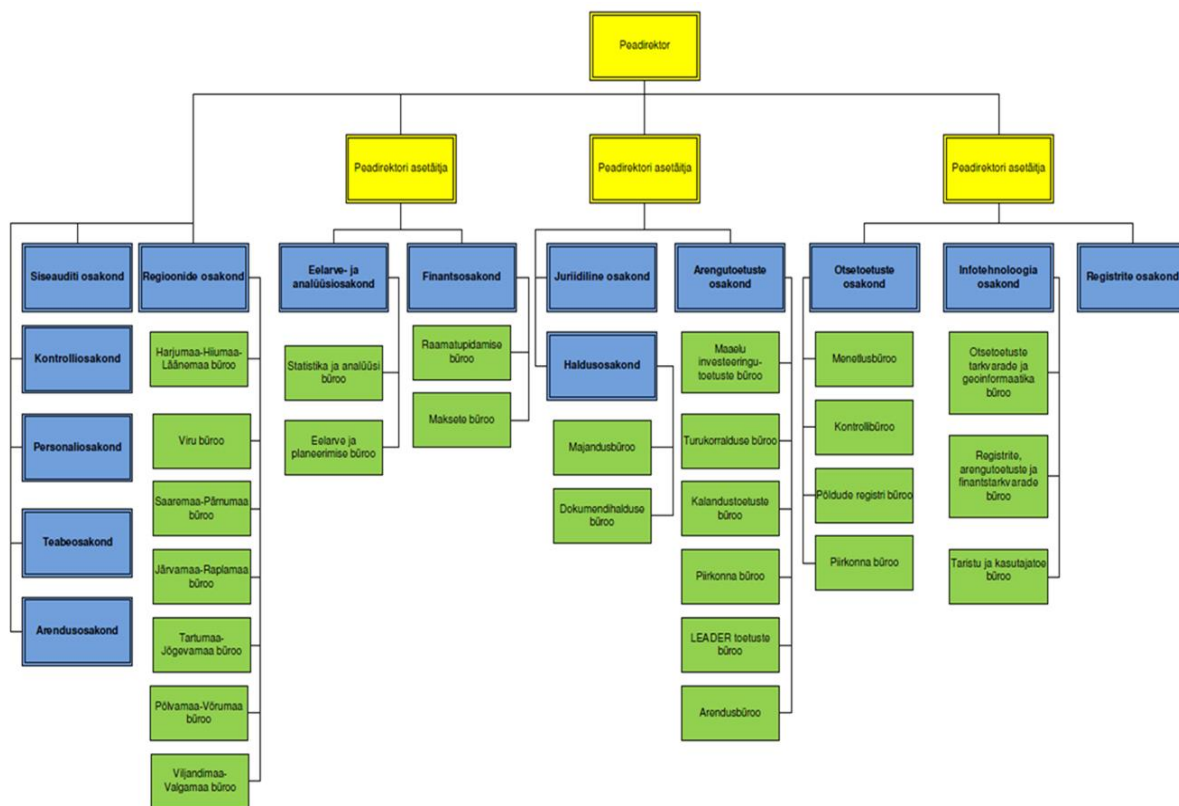 Peadirektor
Peadirektori asetäitja
Peadirektori asetäitja
Peadirektori asetäitja
Siseauditi osakond
Regioonide osakond
Eelarve- ja
analüüsiosakond
Finantsosakond
Juriidiline osakond
Arengutoetuste
osakond
Otsetoetuste
osakond
Infotehnoloogia
osakond
Registrite osakond
Kontrolliosakond
Personaliosakond
Teabeosakond
Arendusosakond
Harjumaa-Hiiumaa-
Läänemaa büroo
Viru büroo
Saaremaa-Pärnumaa
büroo
Järvamaa-Raplamaa
büroo
Tartumaa-
Jõgevamaa büroo
Põlvamaa-Võrumaa
büroo
Viljandimaa-
Valgamaa büroo
Statistika ja analüüsi
büroo
Eelarve ja
planeerimise büroo
Raamatupidamise
büroo
Maksete büroo
Haldusosakond
Majandusbüroo
Dokumendihalduse
büroo
Maaelu
investeeringu-
toetuste büroo
Turukorralduse büroo
Kalandustoetuste
büroo
Piirkonna büroo
LEADER toetuste
büroo
Arendusbüroo
Menetlusbüroo
Kontrollibüroo
Põldude registri büroo
Piirkonna büroo
Otsetoetuste
tarkvarade ja
geoinformaatika
büroo
Registrite,
arengutoetuste ja
finantstarkvarade
büroo
Taristu ja kasutajatoe
büroo